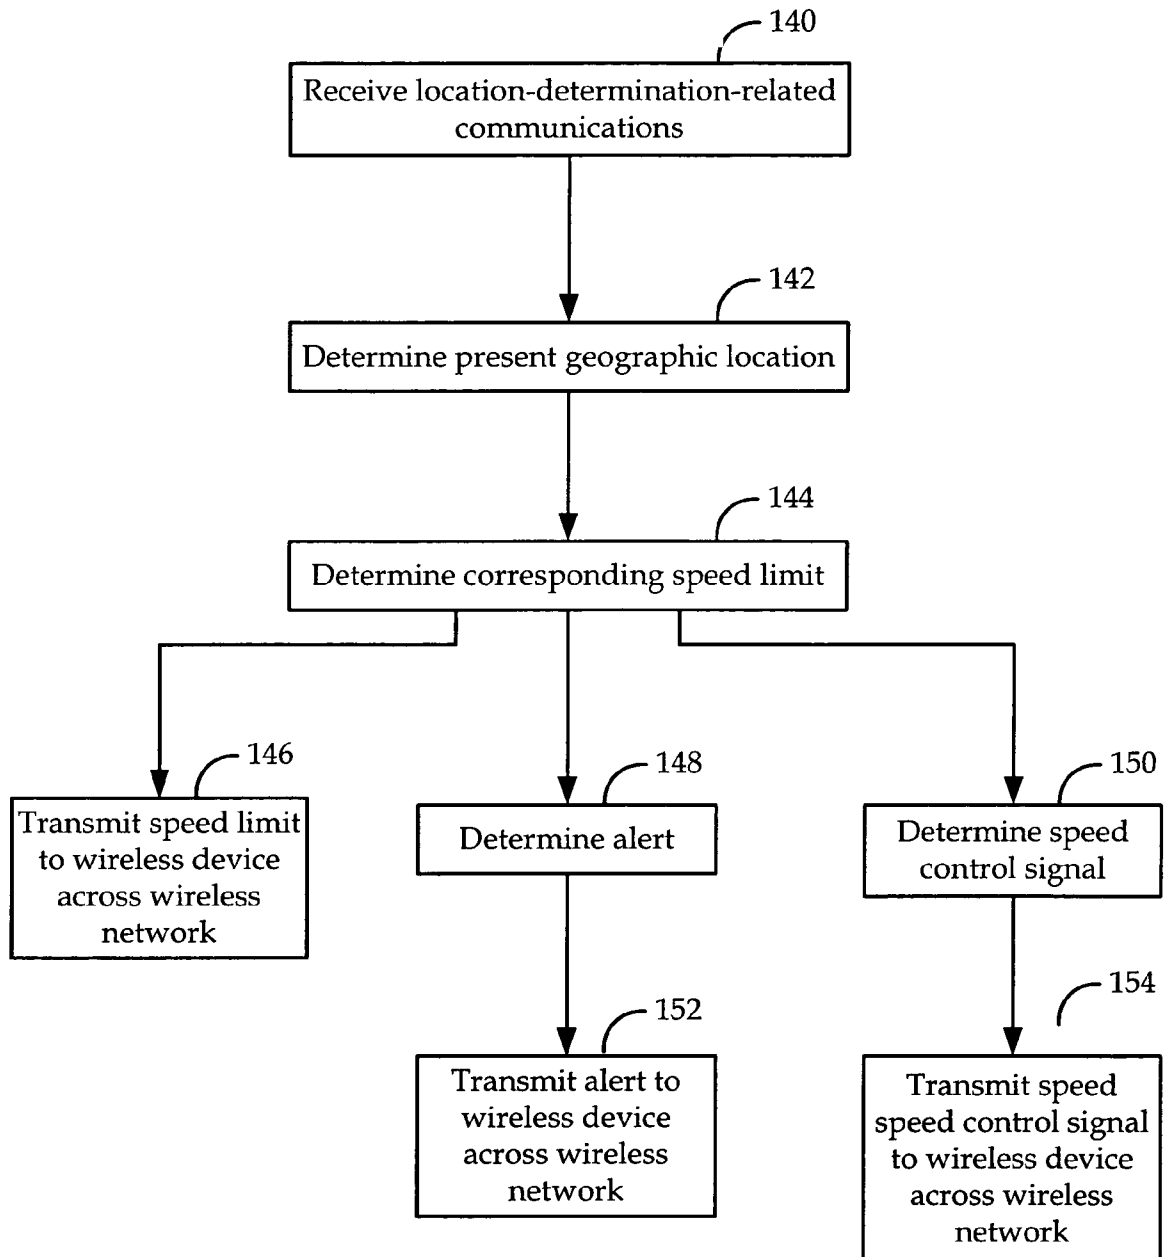 140
Receive location-determination-related
communications
142
Determine present geographic location
144
Determine corresponding speed limit
146
Transmit speed limit
to wireless device
across wireless
network
148
Determine alert
150
Determine speed
control signal
152
Transmit alert to
wireless device
across wireless
network
154
Transmit speed
speed control signal
to wireless device
across wireless
network